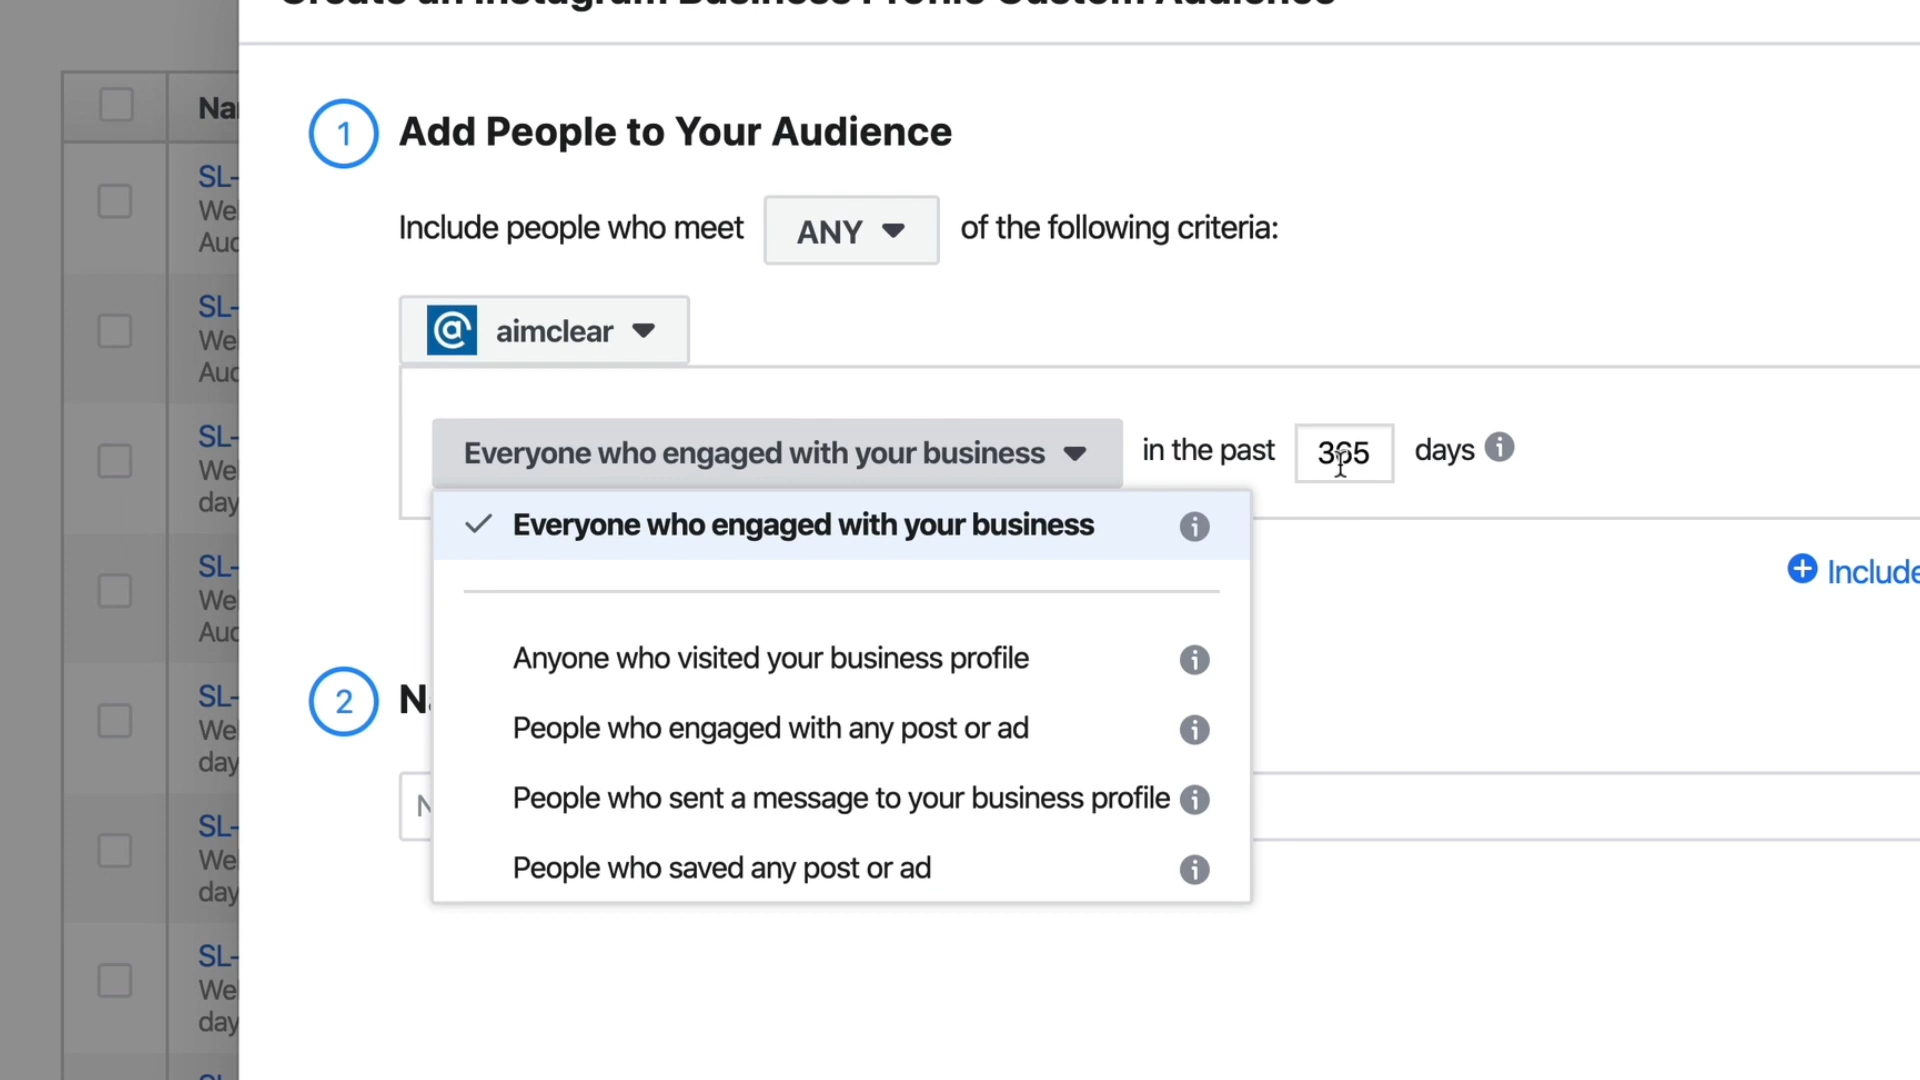 Create an Instagram Business Profile Custom Audience
1 Add People to Your Audience
Include people who meet ANY of the following criteria:
aimclear
Everyone who engaged with your business in the past 365 days
Everyone who engaged with your business
Include
Anyone who visited your business profile
2 Na
People who engaged with any post or ad
People who sent a message to your business profile
N
People who saved any post or ad
Nar
SL-
We
Aud
SL-
We
Aud
SL-
We
day
SL-
We
Aud
SL-
We
day
SL-
We
day
SL-
We
day
SL-